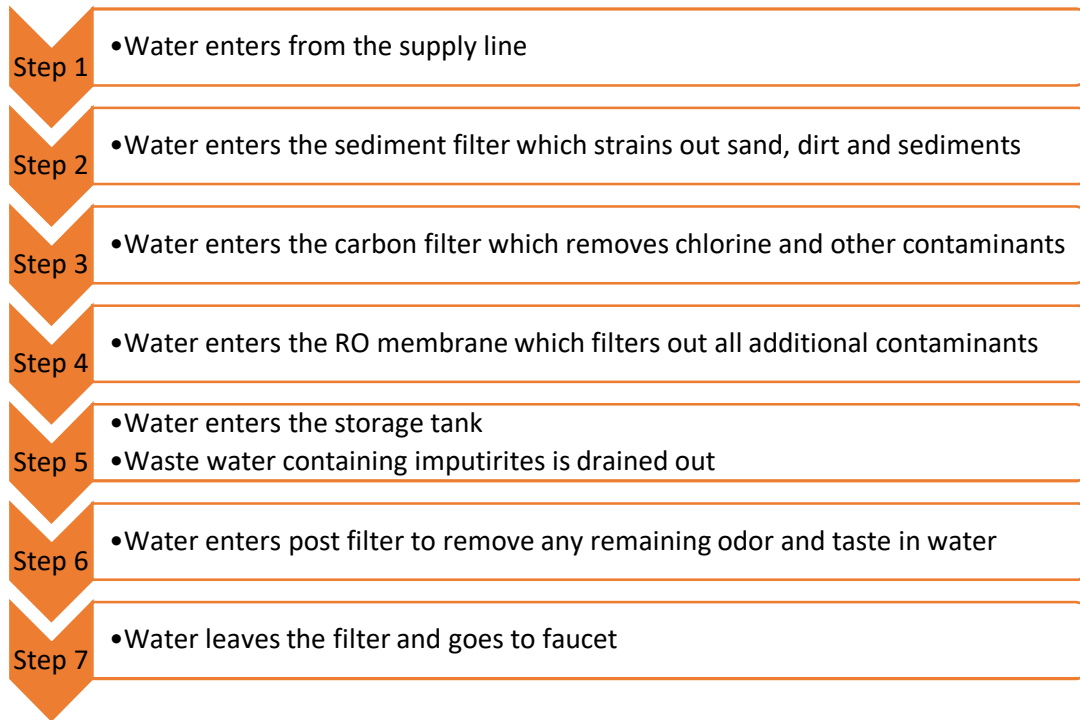 Step 1
•Water enters from the supply line
Step 2
•Water enters the sediment filter which strains out sand, dirt and sediments
Step 3
•Water enters the carbon filter which removes chlorine and other contaminants
Step 4
•Water enters the RO membrane which filters out all additional contaminants
Step 5
•Water enters the storage tank
•Waste water containing imputirites is drained out
Step 6
•Water enters post filter to remove any remaining odor and taste in water
Step 7
•Water leaves the filter and goes to faucet